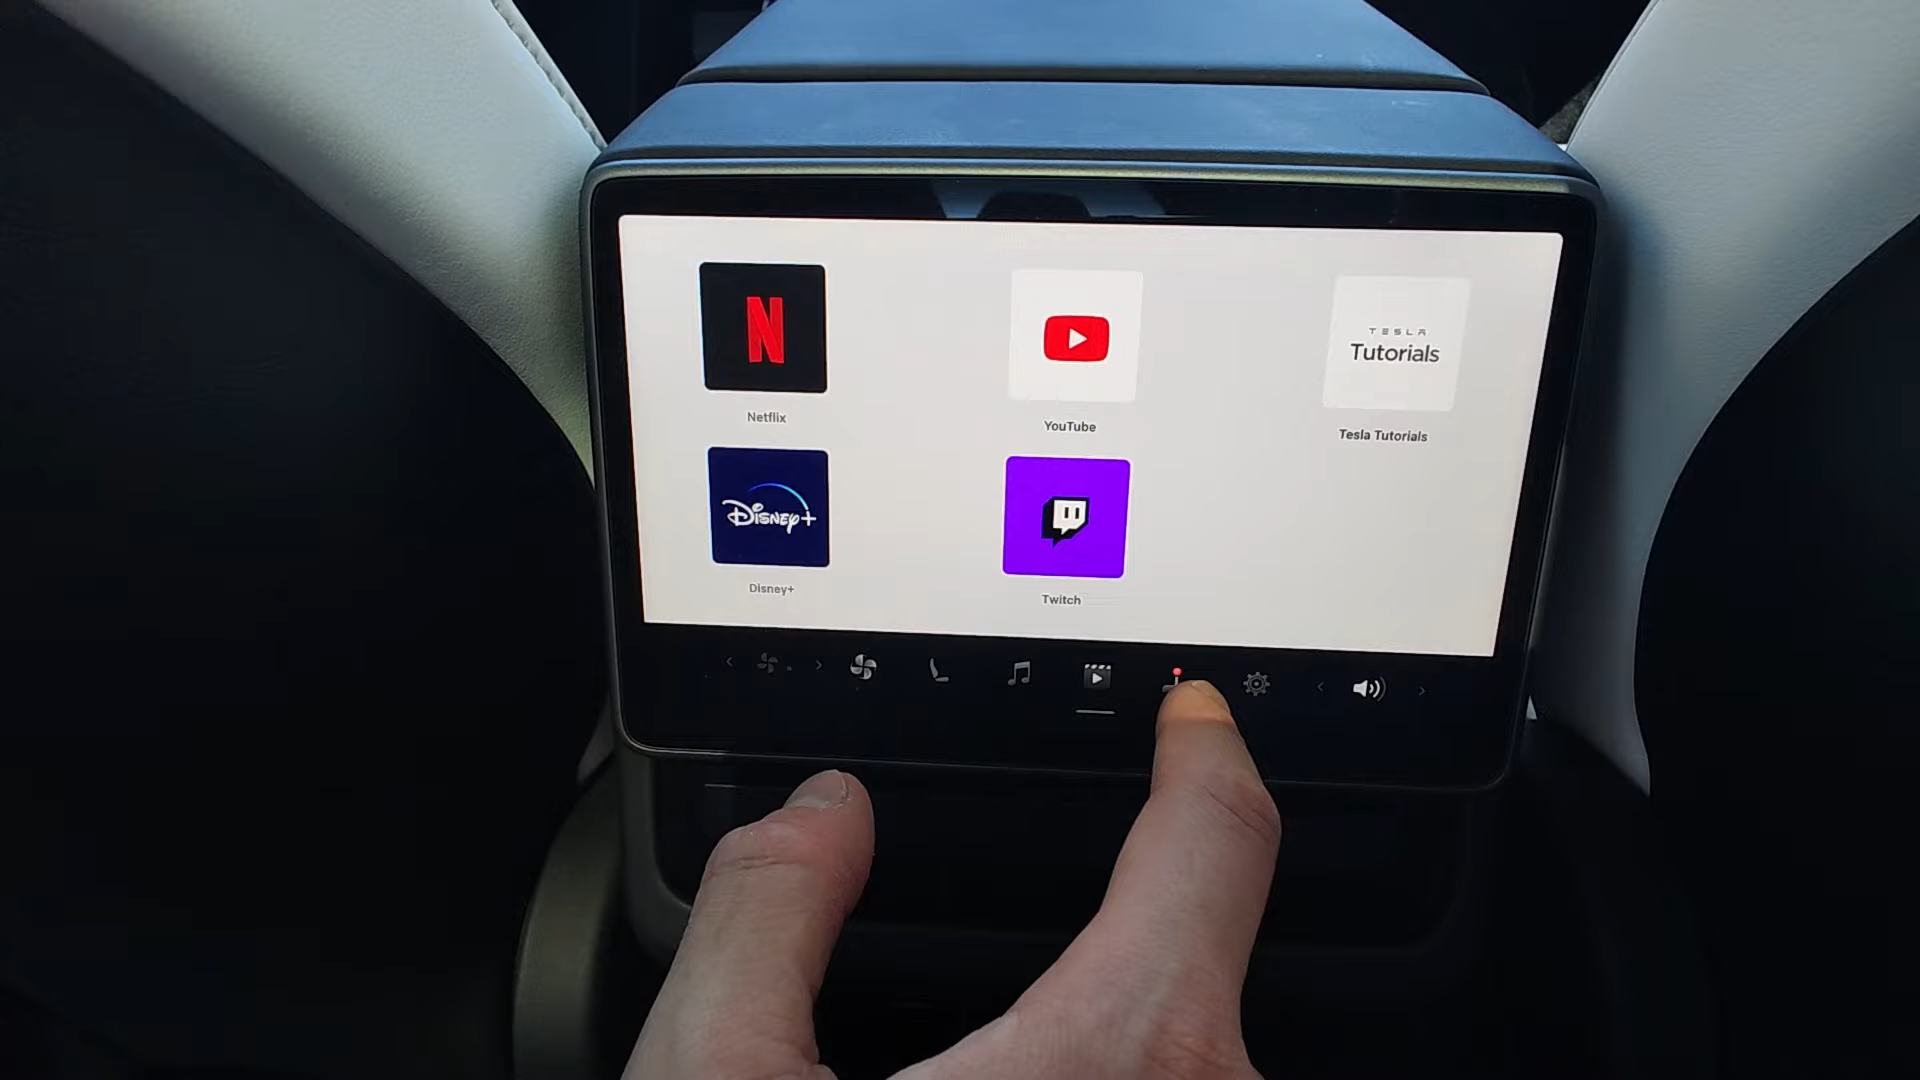 N
TESLA
Tutorials
Netflix
YouTube
Tesla Tutorials
Disney+
Disney+
Twitch